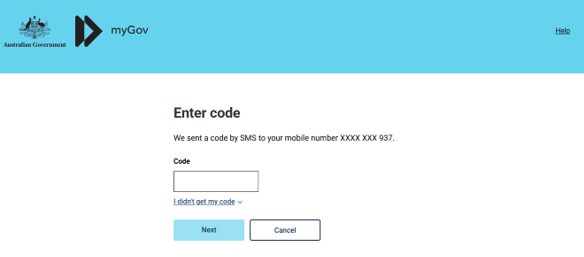 Australian Government
myGov
Help
Enter code
We sent a code by SMS to your mobile number XXXX XXX 937.
Code
I didn't get my code
Next
Cancel